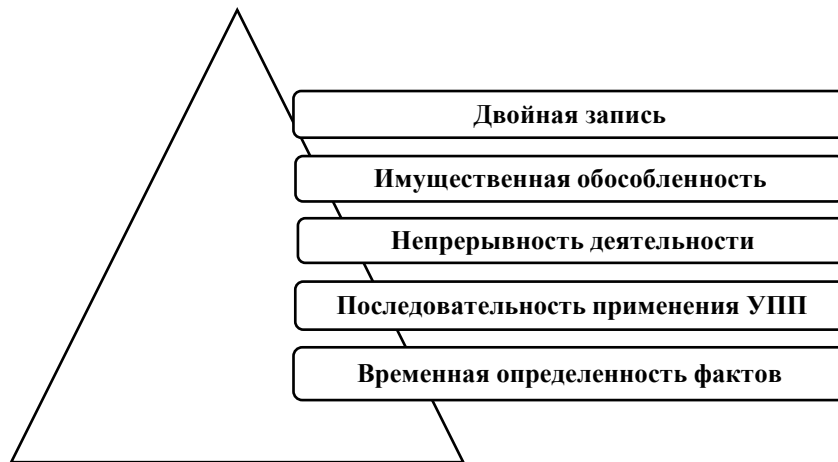 Двойная запись
Имущественная обособленность
Непрерывность деятельности
Последовательность применения УПП
Временная определенность фактов